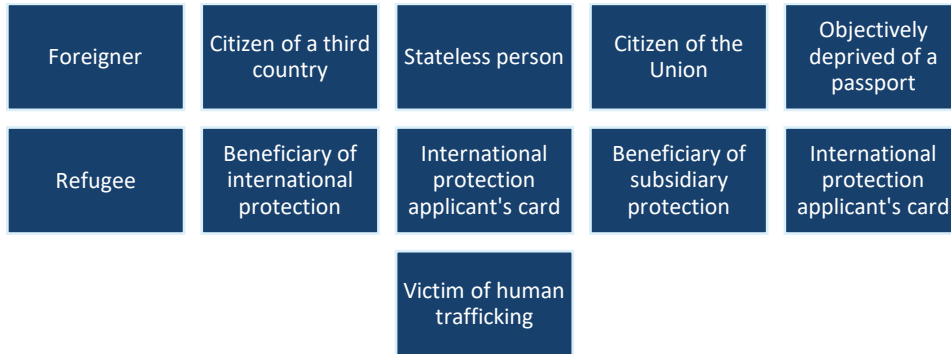 Foreigner
Citizen of a third
country
Stateless person
Citizen of the
Union
Objectively
deprived of a
passport
Refugee
Beneficiary of
international
protection
International
protection
applicant's card
Beneficiary of
subsidiary
protection
International
protection
applicant's card
Victim of human
trafficking